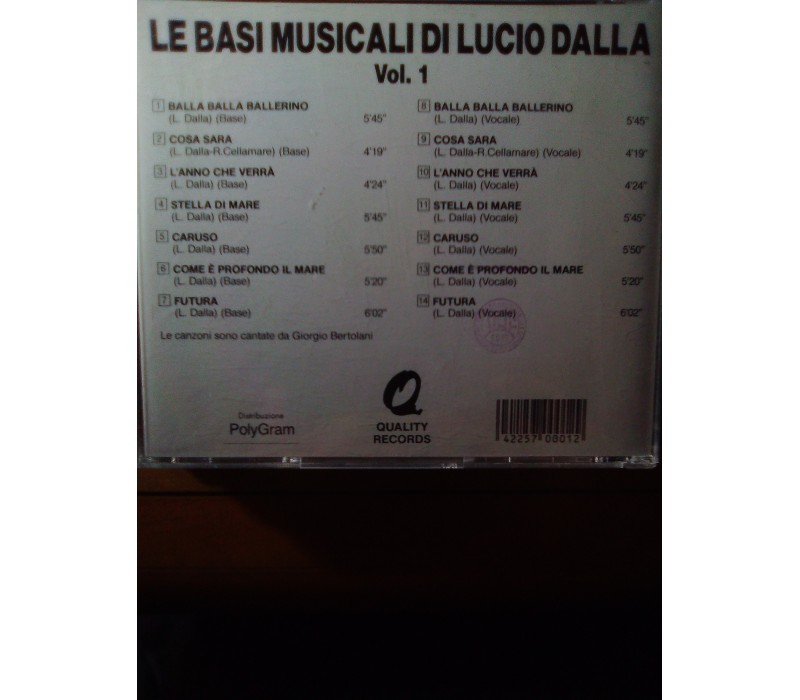 LE BASI MUSICALI DI LUCIO DALLA
Vol. 1
1 BALLA BALLA BALLERINO
(L. Dalla) (Base) 5'45"
2 COSA SARA
(L. Dalla-R.Cellamare) (Base) 4'19"
3 L'ANNO CHE VERRÀ
(L. Dalla) (Base) 4'24"
4 STELLA DI MARE
(L. Dalla) (Base) 5'45"
5 CARUSO
(L. Dalla) (Base) 5'50"
6 COME È PROFONDO IL MARE
(L. Dalla) (Base) 5'20"
7 FUTURA
(L. Dalla) (Base) 6'02"
Le canzoni sono cantate da Giorgio Bertolani
8 BALLA BALLA BALLERINO
(L. Dalla) (Vocale) 5'45"
9 COSA SARA
(L. Dalla-R.Cellamare) (Vocale) 4'19"
10 L'ANNO CHE VERRÀ
(L. Dalla) (Vocale) 4'24"
11 STELLA DI MARE
(L. Dalla) (Vocale) 5'45"
12 CARUSO
(L. Dalla) (Vocale) 5'50"
13 COME È PROFONDO IL MARE
(L. Dalla) (Vocale) 5'20"
14 FUTURA
(L. Dalla) (Vocale) 6'02"
Distribuzione
PolyGram
QUALITY
RECORDS
42257 00012